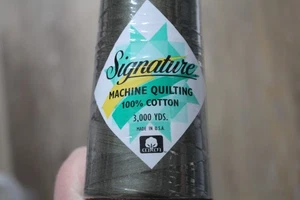 Signature
MACHINE QUILTING
100% COTTON
3,000 YDS.
MADE IN U.S.A